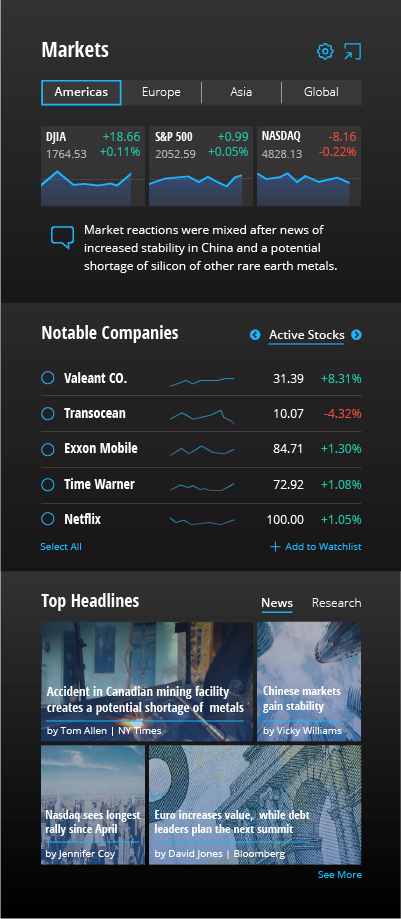 Markets
Americas Europe Asia Global
DJIA +18.66 S&P 500 +0.99 NASDAQ -8.16
1764.53 +0.11% 2052.59 +0.05% 4828.13 -0.22%
Market reactions were mixed after news of
increased stability in China and a potential
shortage of silicon of other rare earth metals.
Notable Companies Active Stocks
Valeant CO. 31.39 +8.31%
Transocean 10.07 -4.32%
Exxon Mobile 84.71 +1.30%
Time Warner 72.92 +1.08%
Netflix 100.00 +1.05%
Select All + Add to Watchlist
Top Headlines News Research
Accident in Canadian mining facility
creates a potential shortage of metals
by Tom Allen | NY Times
Chinese markets
gain stability
by Vicky Williams
Nasdaq sees longest
rally since April
by Jennifer Coy
Euro increases value, while debt
leaders plan the next summit
by David Jones | Bloomberg
See More